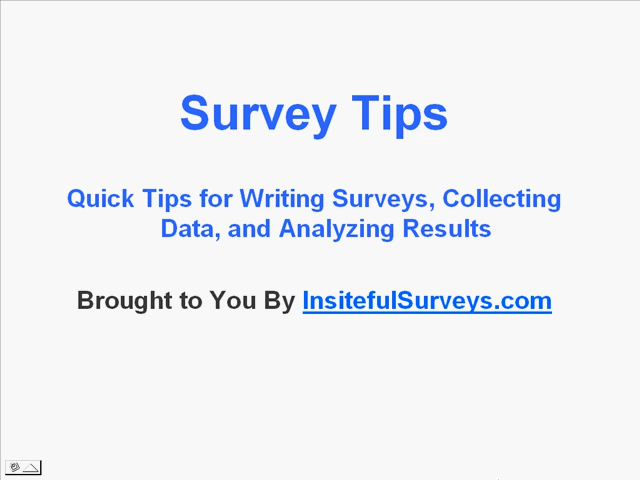 Survey Tips
Quick Tips for Writing Surveys, Collecting
Data, and Analyzing Results
Brought to You By InsitefulSurveys.com